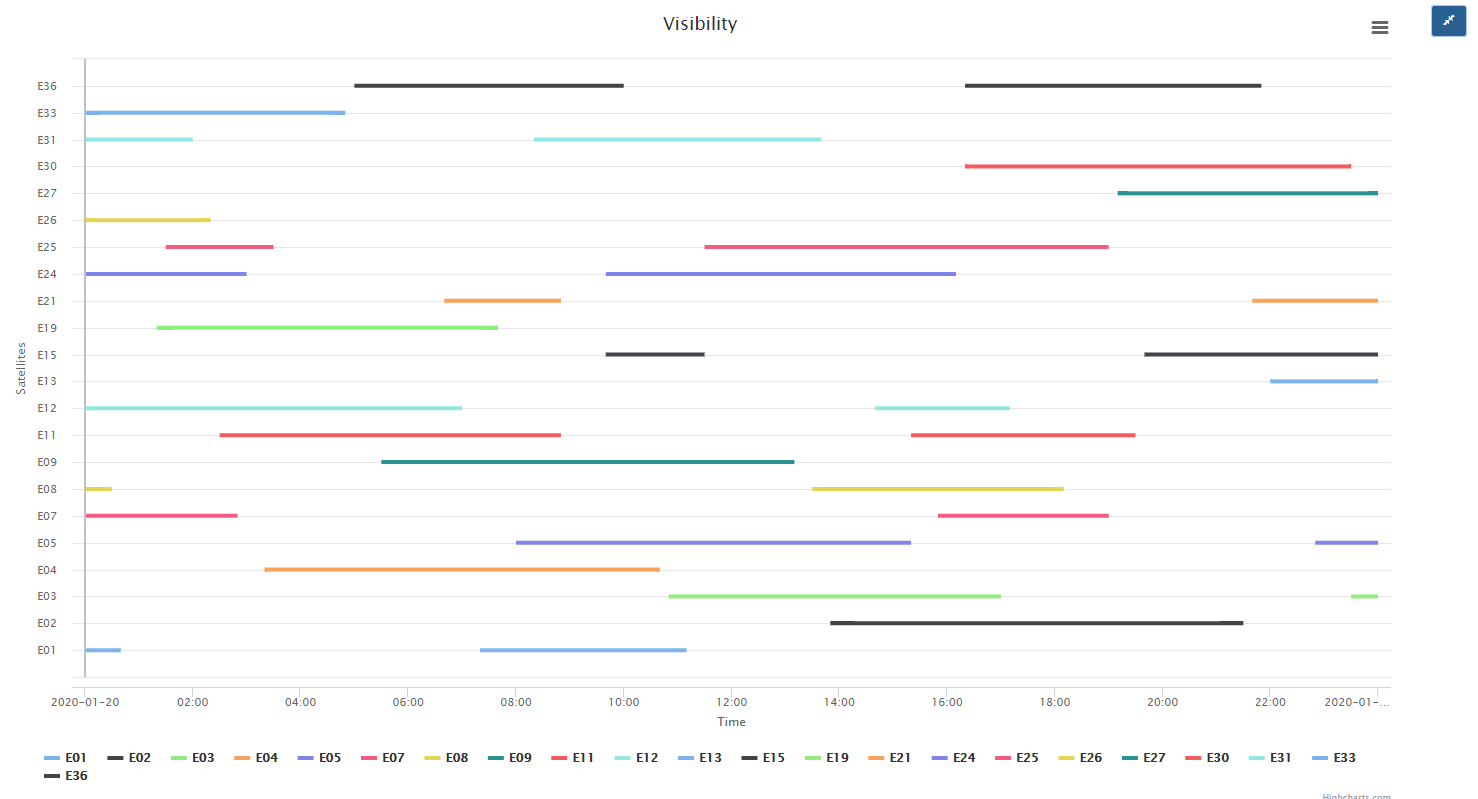 Visibility
E36
E33
E31
E30
E27
E26
E25
E24
E21
E19
E15
E13
E12
E11
E09
E08
E07
E05
E04
E03
E02
E01
Satellites
2020-01-20 02:00 04:00 06:00 08:00 10:00 12:00 14:00 16:00 18:00 20:00 22:00 2020-01-...
Time
E01 E02 E03 E04 E05 E07 E08 E09 E11 E12 E13 E15 E19 E21 E24 E25 E26 E27 E30 E31 E33
E36
Highcharts.com